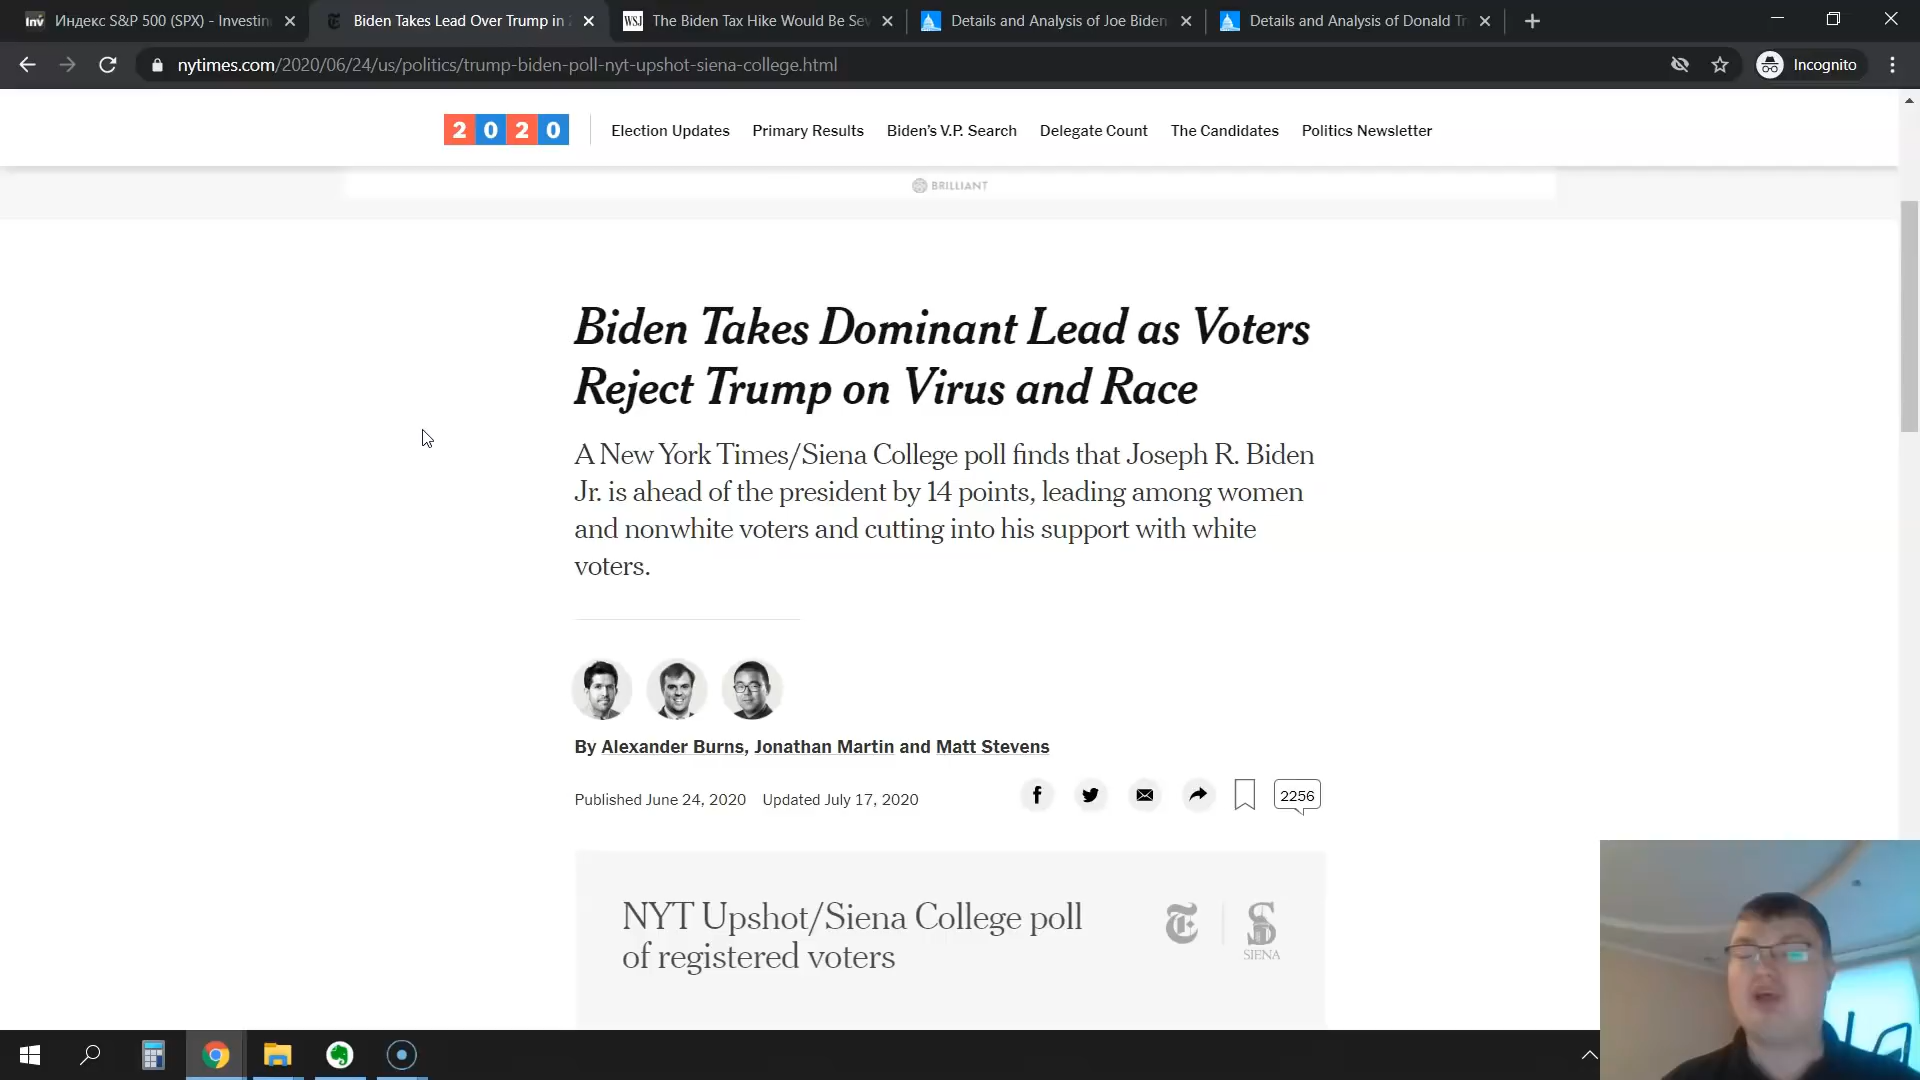 Inv Индекс S&P 500 (SPX) - Investin
Biden Takes Lead Over Trump in 2
WSJ The Biden Tax Hike Would Be Sev
Details and Analysis of Joe Biden
Details and Analysis of Donald Tr
nytimes.com/2020/06/24/us/politics/trump-biden-poll-nyt-upshot-siena-college.html
Incognito
2020
Election Updates Primary Results Biden's V.P. Search Delegate Count The Candidates Politics Newsletter
BRILLIANT
Biden Takes Dominant Lead as Voters
Reject Trump on Virus and Race
A New York Times/Siena College poll finds that Joseph R. Biden
Jr. is ahead of the president by 14 points, leading among women
and nonwhite voters and cutting into his support with white
voters.
By Alexander Burns, Jonathan Martin and Matt Stevens
Published June 24, 2020 Updated July 17, 2020
2256
NYT Upshot/Siena College poll
of registered voters
SIENA